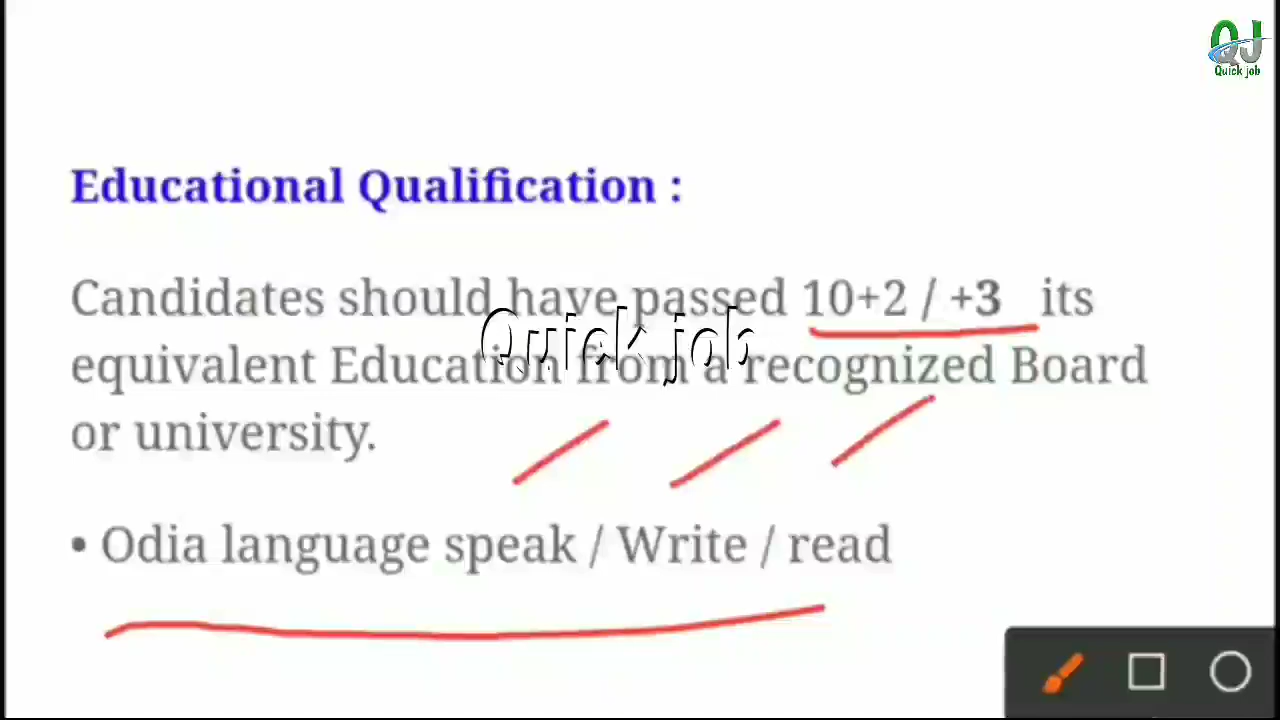 QJ
Quick job
Educational Qualification :
Candidates should have passed 10+2 / +3 its
equivalent Education from a recognized Board
or university.
Quick job
• Odia language speak / Write / read